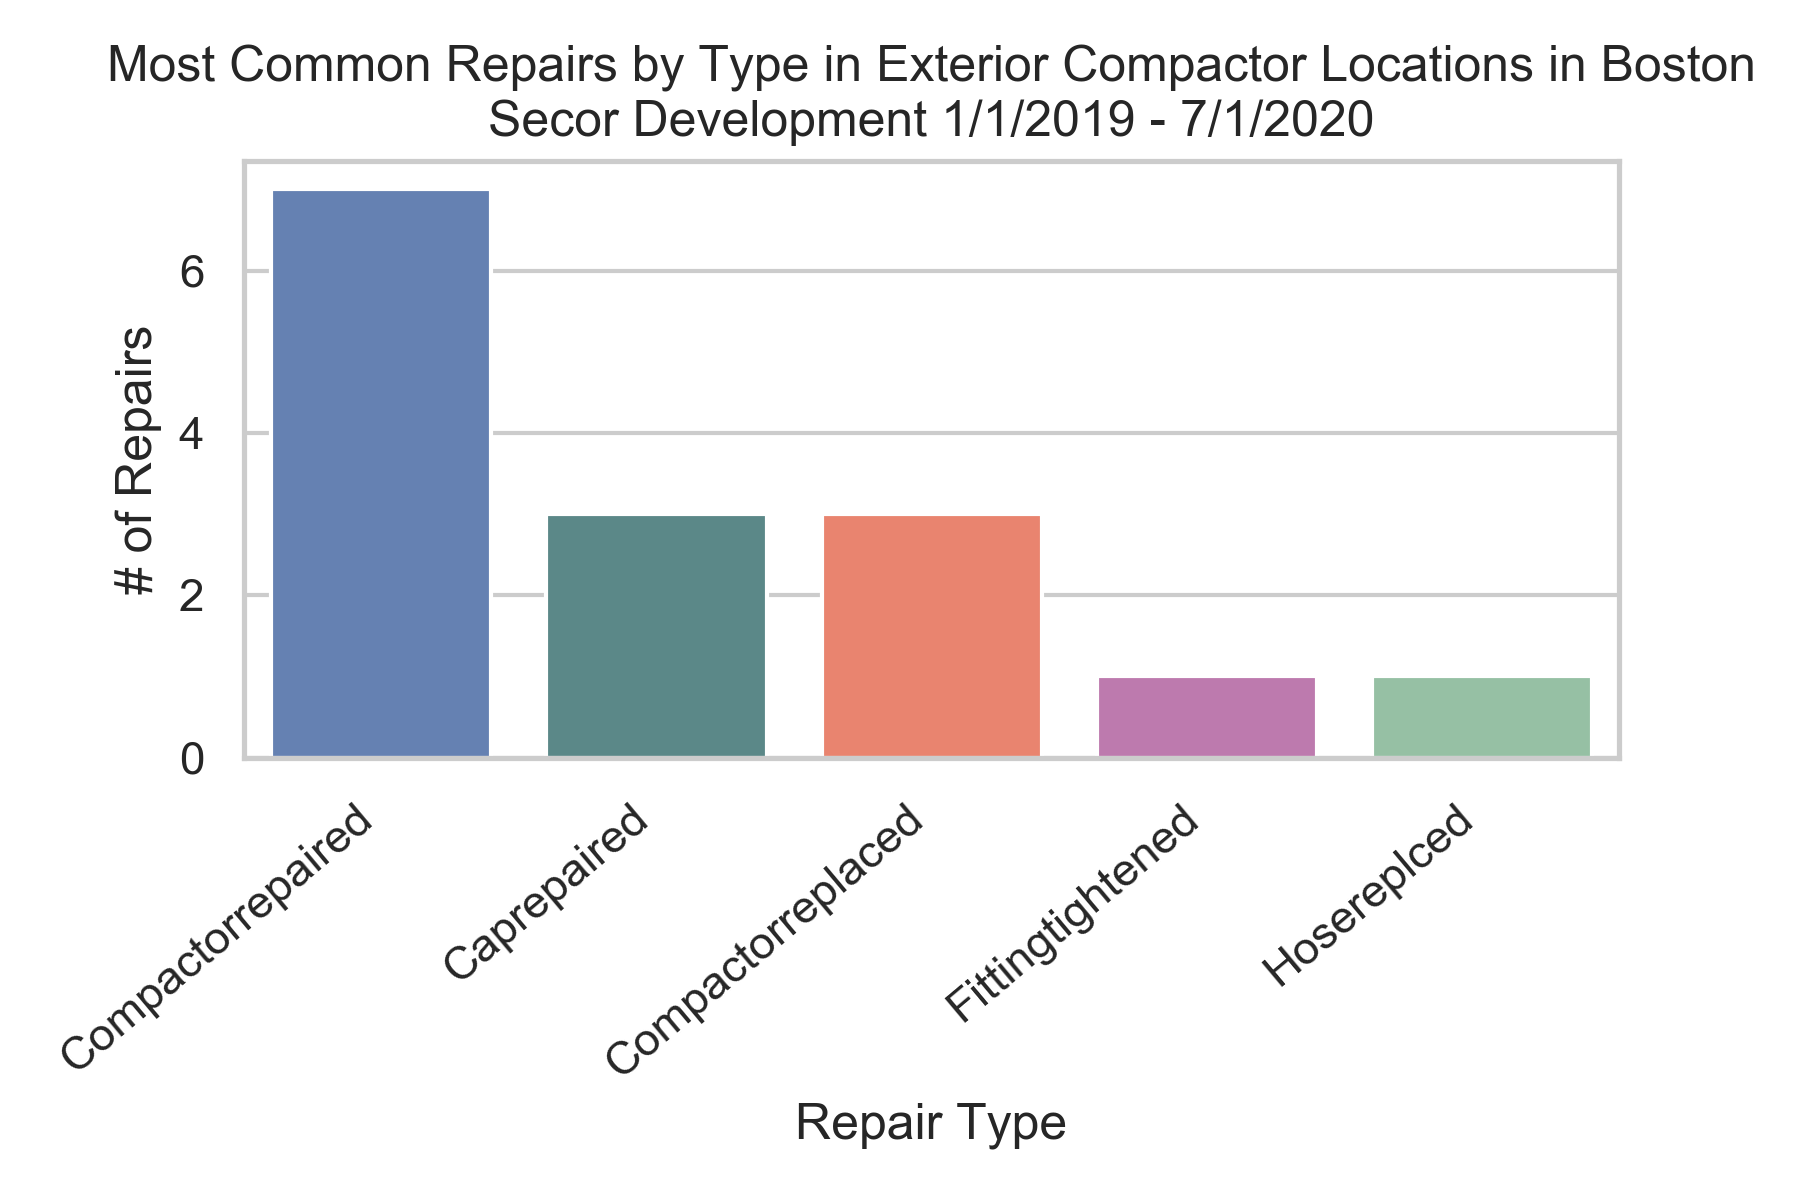 Most Common Repairs by Type in Exterior Compactor Locations in Boston
Secor Development 1/1/2019 - 7/1/2020
# of Repairs
6
4
2
0
Compactorrepaired
Caprepaired
Compactorreplaced
Fittingtightened
Hosereplced
Repair Type